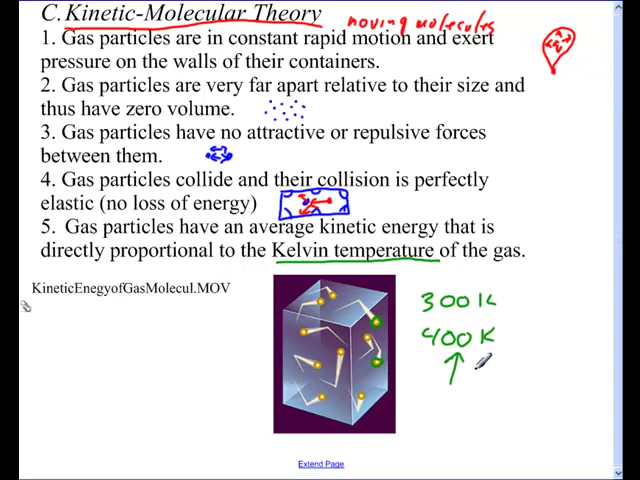 C. Kinetic-Molecular Theory moving molecules
1. Gas particles are in constant rapid motion and exert
pressure on the walls of their containers.
2. Gas particles are very far apart relative to their size and
thus have zero volume.
3. Gas particles have no attractive or repulsive forces
between them.
4. Gas particles collide and their collision is perfectly
elastic (no loss of energy)
5. Gas particles have an average kinetic energy that is
directly proportional to the Kelvin temperature of the gas.
KineticEnegyofGasMolecul.MOV
300K
400K
Extend Page